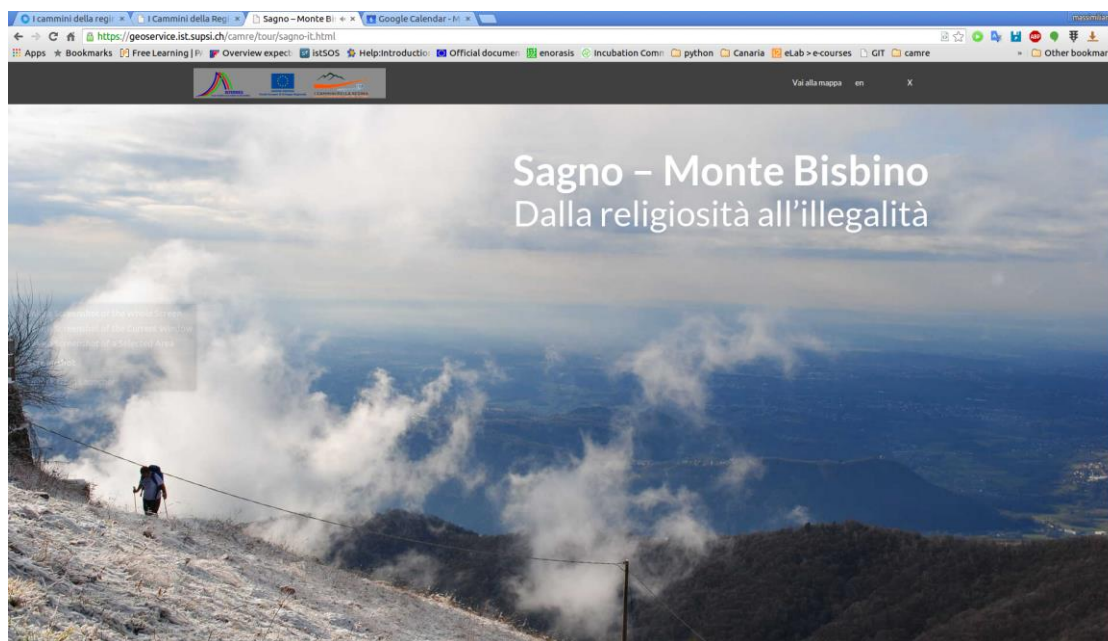 I cammini della regio
I Cammini della Regi
Sagno – Monte Bi
Google Calendar - M
massimilian
https://geoservice.ist.supsi.ch/camre/tour/sagno-it.html
Apps
Bookmarks
Free Learning | P
Overview expect
istSOS
Help:Introductio
Official documen
enorasis
Incubation Comm
python
Canaria
eLab > e-courses
GIT
camre
»
Other bookmar
Vai alla mappa
en
X
Sagno – Monte Bisbino
Dalla religiosità all'illegalità